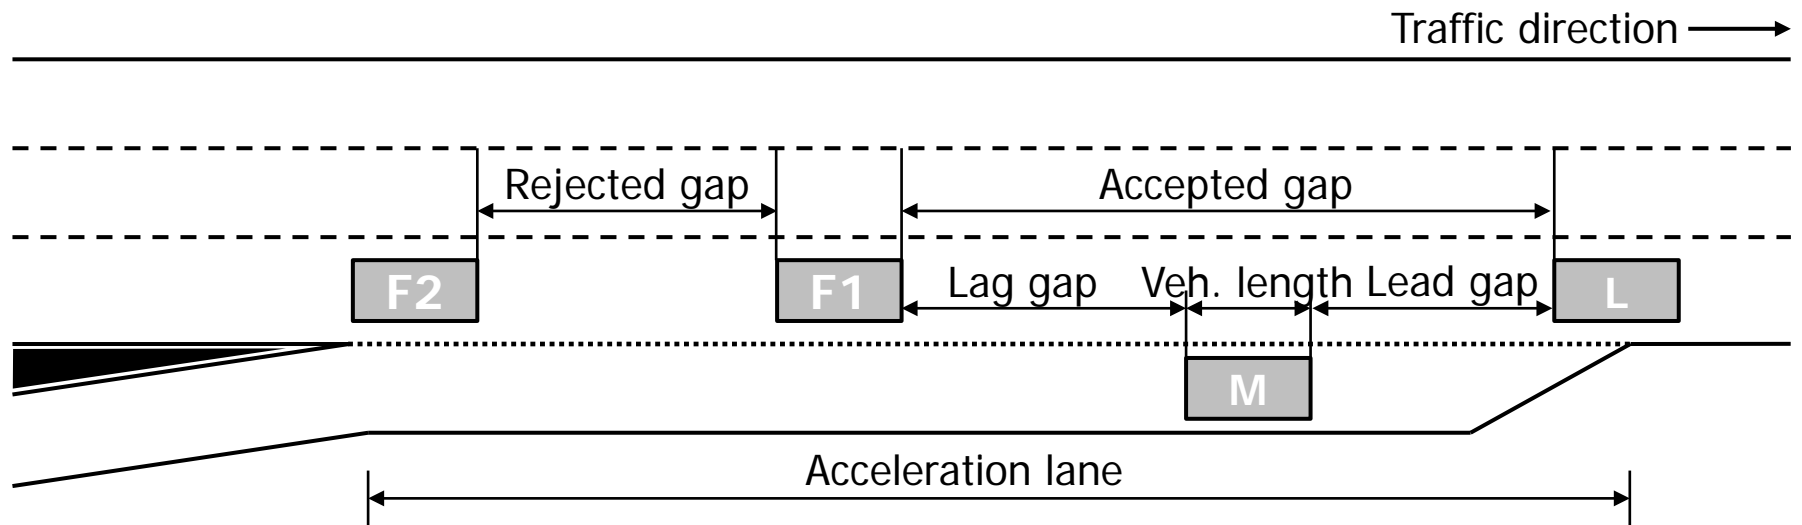 Traffic direction
Rejected gap
Accepted gap
F2
F1
Lag gap
Veh. length
Lead gap
L
M
Acceleration lane